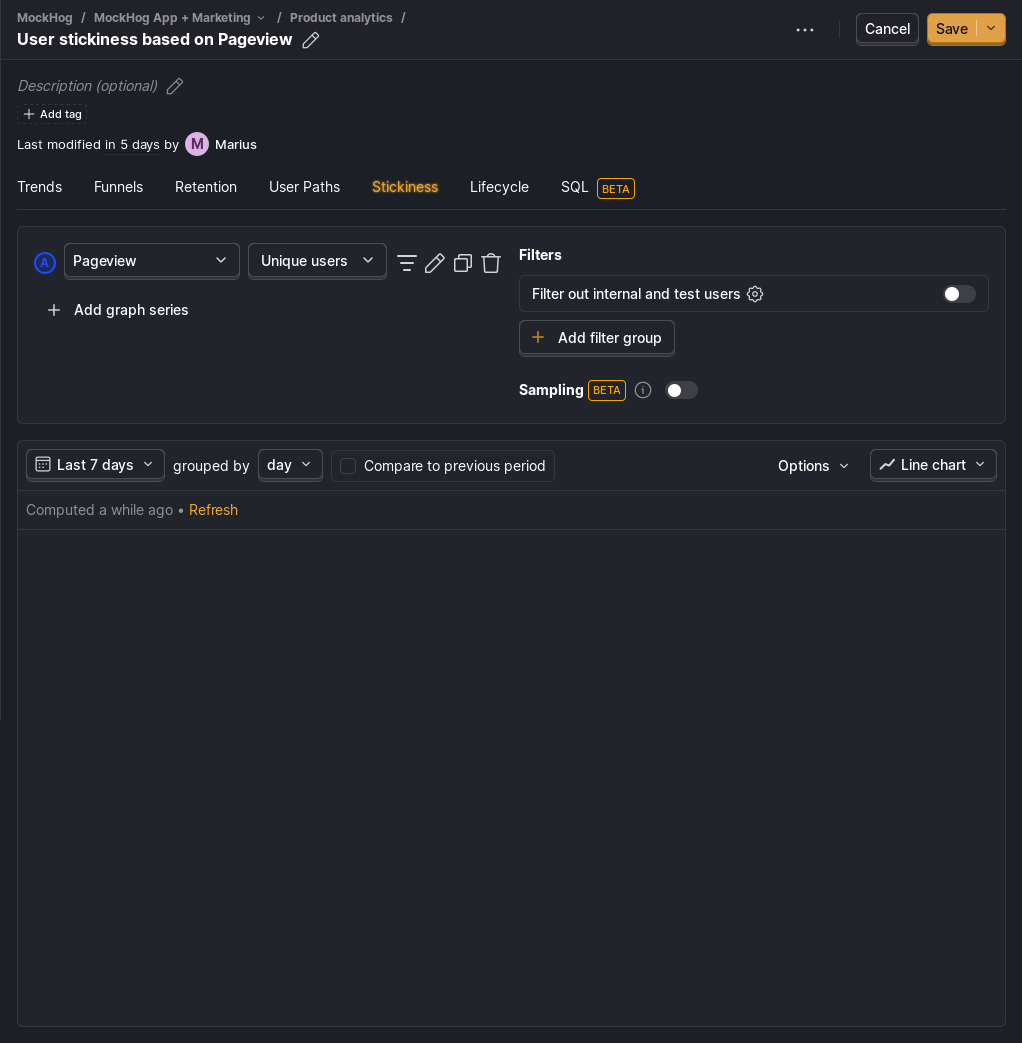 MockHog / MockHog App + Marketing / Product analytics /
User stickiness based on Pageview
Cancel
Save
Description (optional)
Add tag
Last modified in 5 days by M Marius
Trends Funnels Retention User Paths Stickiness Lifecycle SQL BETA
A Pageview Unique users
Add graph series
Filters
Filter out internal and test users
Add filter group
Sampling BETA
Last 7 days grouped by day Compare to previous period Options Line chart
Computed a while ago • Refresh